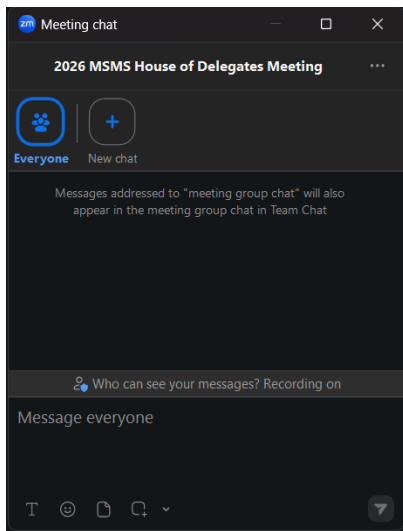 zm Meeting chat
2026 MSMS House of Delegates Meeting
Everyone
New chat
Messages addressed to "meeting group chat" will also
appear in the meeting group chat in Team Chat
Who can see your messages? Recording on
Message everyone
T